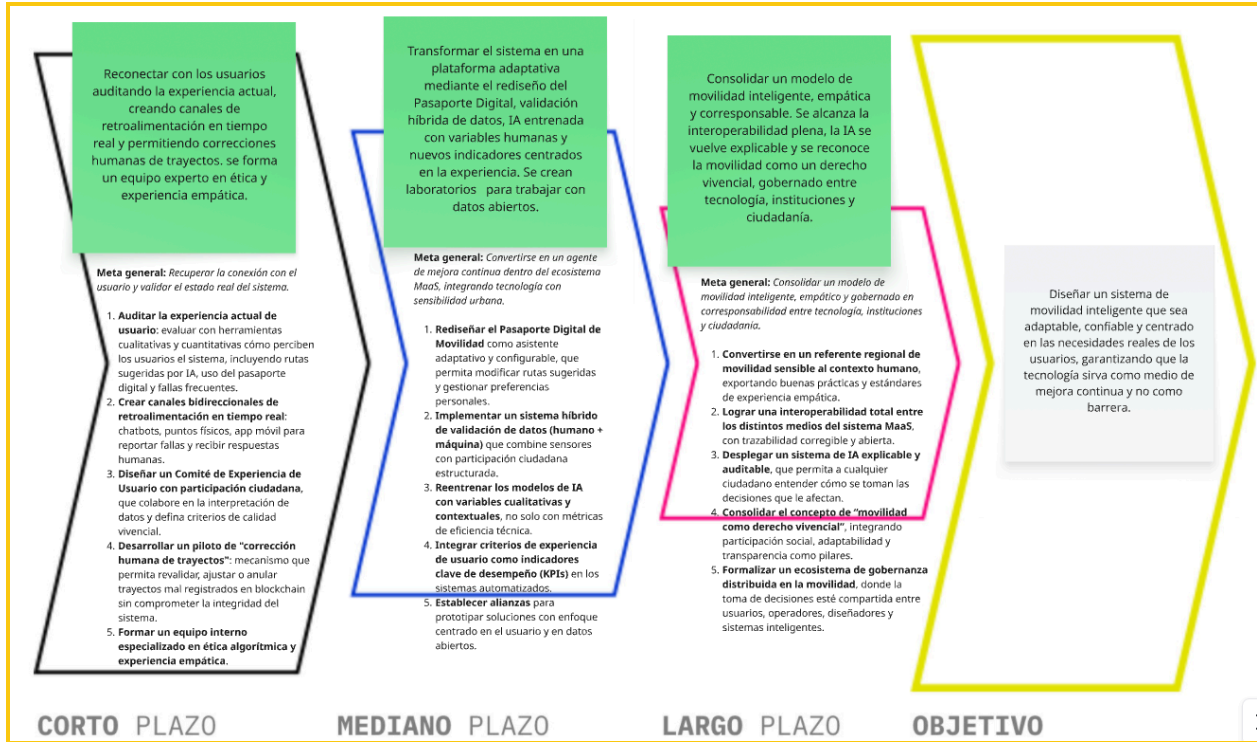 Reconectar con los usuarios
auditando la experiencia actual,
creando canales de
retroalimentación en tiempo
real y permitiendo correcciones
humanas de trayectos. se forma
un equipo experto en ética y
experiencia empática.
Meta general: Recuperar la conexión con el
usuario y validar el estado real del sistema.
1. Auditar la experiencia actual de
usuario: evaluar con herramientas
cualitativas y cuantitativas cómo perciben
los usuarios el sistema, incluyendo rutas
sugeridas por IA, uso del pasaporte
digital y fallas frecuentes.
2. Crear canales bidireccionales de
retroalimentación en tiempo real:
chatbots, puntos físicos, app móvil para
reportar fallas y recibir respuestas
humanas.
3. Diseñar un Comité de Experiencia de
Usuario con participación ciudadana,
que colabore en la interpretación de
datos y defina criterios de calidad
vivencial.
4. Desarrollar un piloto de "corrección
humana de trayectos": mecanismo que
permita revalidar, ajustar o anular
trayectos mal registrados en blockchain
sin comprometer la integridad del
sistema.
5. Formar un equipo interno
especializado en ética algorítmica y
experiencia empática.
CORTO PLAZO
Transformar el sistema en una
plataforma adaptativa
mediante el rediseño del
Pasaporte Digital, validación
híbrida de datos, IA entrenada
con variables humanas y
nuevos indicadores centrados
en la experiencia. Se crean
laboratorios para trabajar con
datos abiertos.
Meta general: Convertirse en un agente
de mejora continua dentro del ecosistema
MaaS, integrando tecnología con
sensibilidad urbana.
1. Rediseñar el Pasaporte Digital de
Movilidad como asistente
adaptativo y configurable, que
permita modificar rutas sugeridas
y gestionar preferencias
personales.
2. Implementar un sistema híbrido
de validación de datos (humano +
máquina) que combine sensores
con participación ciudadana
estructurada.
3. Reentrenar los modelos de IA
con variables cualitativas y
contextuales, no solo con métricas
de eficiencia técnica.
4. Integrar criterios de experiencia
de usuario como indicadores
clave de desempeño (KPIs) en los
sistemas automatizados.
5. Establecer alianzas para
prototipar soluciones con enfoque
centrado en el usuario y en datos
abiertos.
MEDIANO PLAZO
Consolidar un modelo de
movilidad inteligente, empática
y corresponsable. Se alcanza la
interoperabilidad plena, la IA se
vuelve explicable y se reconoce
la movilidad como un derecho
vivencial, gobernado entre
tecnología, instituciones y
ciudadanía.
Meta general: Consolidar un modelo de
movilidad inteligente, empático y gobernado en
corresponsabilidad entre tecnología, instituciones
y ciudadanía.
1. Convertirse en un referente regional de
movilidad sensible al contexto humano,
exportando buenas prácticas y estándares
de experiencia empática.
2. Lograr una interoperabilidad total entre
los distintos medios del sistema MaaS,
con trazabilidad corregible y abierta.
3. Desplegar un sistema de IA explicable y
auditable, que permita a cualquier
ciudadano entender cómo se toman las
decisiones que le afectan.
4. Consolidar el concepto de “movilidad
como derecho vivencial”, integrando
participación social, adaptabilidad y
transparencia como pilares.
5. Formalizar un ecosistema de gobernanza
distribuida en la movilidad, donde la
toma de decisiones esté compartida entre
usuarios, operadores, diseñadores y
sistemas inteligentes.
LARGO PLAZO
Diseñar un sistema de
movilidad inteligente que sea
adaptable, confiable y centrado
en las necesidades reales de los
usuarios, garantizando que la
tecnología sirva como medio de
mejora continua y no como
barrera.
OBJETIVO